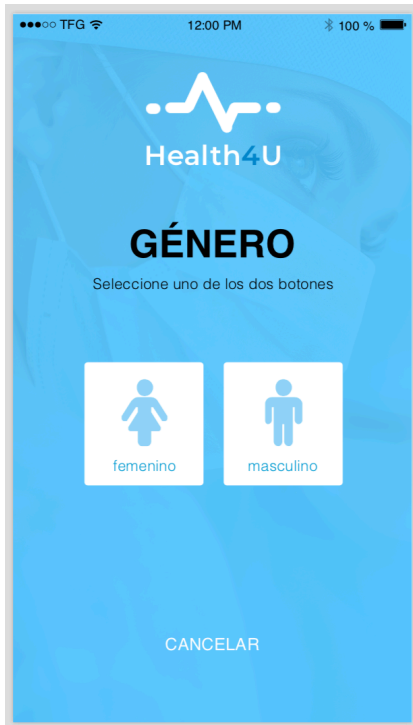 TFG 12:00 PM 100 %
Health4U
GÉNERO
Seleccione uno de los dos botones
femenino masculino
CANCELAR